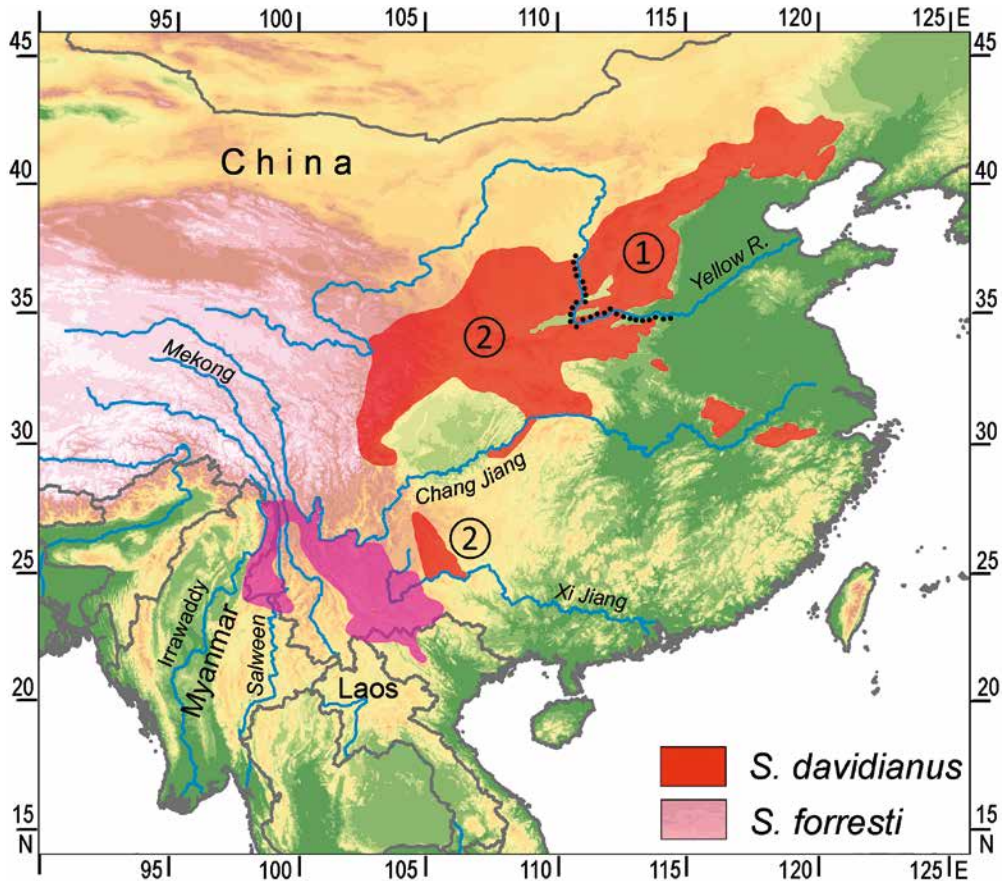 95 100 105 110 115 120 125 E
45 45
China
40 40
①
Yellow R.
35 35
②
Mekong
30 30
Chang Jiang
②
25 25
Xi Jiang
Irrawaddy
Myanmar
Salween
20 20
Laos
S. davidianus
S. forresti
15 15
N N
95 100 105 110 115 120 125 E